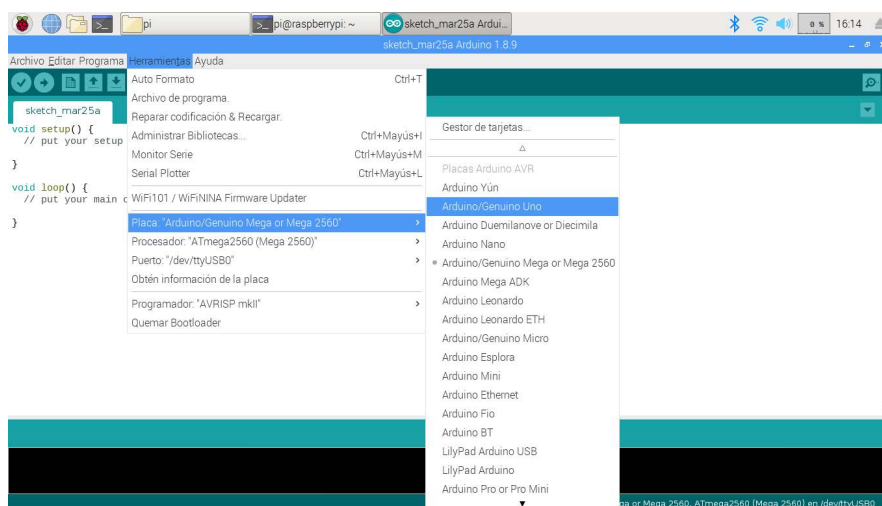 pi
pi@raspberrypi: ~
sketch_mar25a Ardui...
0 %
16:14
sketch_mar25a Arduino 1.8.9
Archivo Editar Programa Herramientas Ayuda
sketch_mar25a
void setup() {
// put your setup
}
void loop() {
// put your main c
}
Auto Formato Ctrl+T
Archivo de programa.
Reparar codificación & Recargar.
Administrar Bibliotecas... Ctrl+Mayús+I
Monitor Serie Ctrl+Mayús+M
Serial Plotter Ctrl+Mayús+L
WiFi101 / WiFiNINA Firmware Updater
Placa: "Arduino/Genuino Mega or Mega 2560"
Procesador: "ATmega2560 (Mega 2560)"
Puerto: "/dev/ttyUSB0"
Obtén información de la placa
Programador: "AVRISP mkII"
Quemar Bootloader
Gestor de tarjetas...
Placas Arduino AVR
Arduino Yún
Arduino/Genuino Uno
Arduino Duemilanove or Diecimila
Arduino Nano
Arduino/Genuino Mega or Mega 2560
Arduino Mega ADK
Arduino Leonardo
Arduino Leonardo ETH
Arduino/Genuino Micro
Arduino Esplora
Arduino Mini
Arduino Ethernet
Arduino Fio
Arduino BT
LilyPad Arduino USB
LilyPad Arduino
Arduino Pro or Pro Mini
ga or Mega 2560, ATmega2560 (Mega 2560) en /dev/ttyUSB0